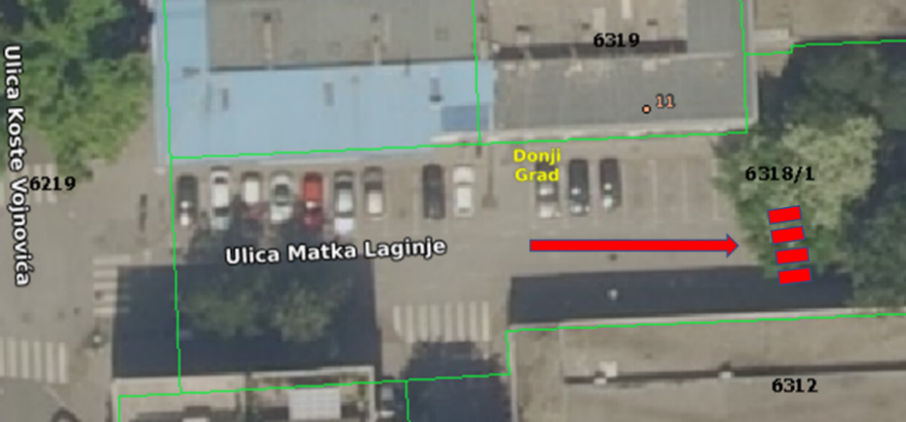 6319
11
Donji
Grad
6318/1
6219
Ulica Koste Vojnovića
Ulica Matka Laginje
6312